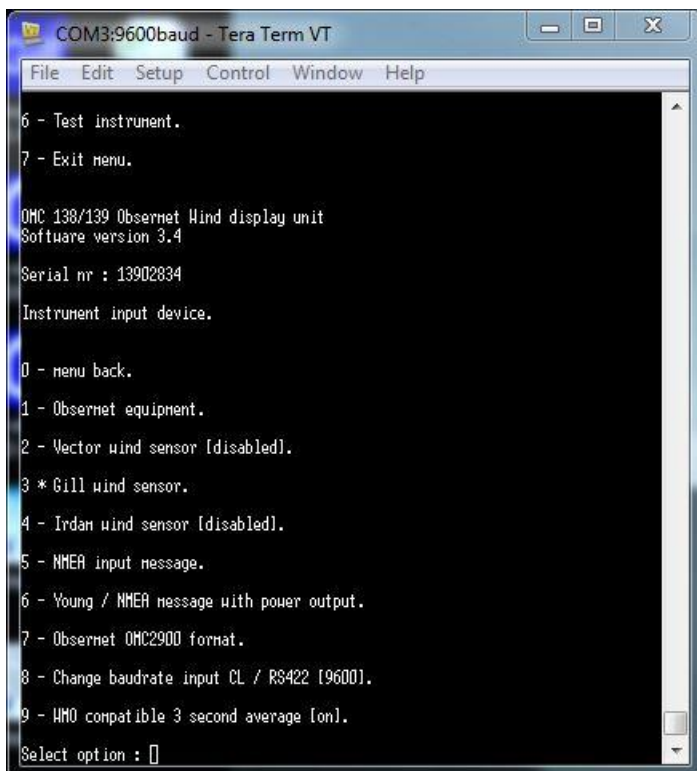 COM3:9600baud - Tera Term VT
File Edit Setup Control Window Help
6 - Test instrument.
7 - Exit menu.
OMC 138/139 Obsermet Wind display unit
Software version 3.4
Serial nr : 13902834
Instrument input device.
0 - menu back.
1 - Obsermet equipment.
2 - Vector wind sensor [disabled].
3 * Gill wind sensor.
4 - Irdam wind sensor [disabled].
5 - NMEA input message.
6 - Young / NMEA message with power output.
7 - Obsermet OMC2900 format.
8 - Change baudrate input CL / RS422 [9600].
9 - WMO compatible 3 second average [on].
Select option :